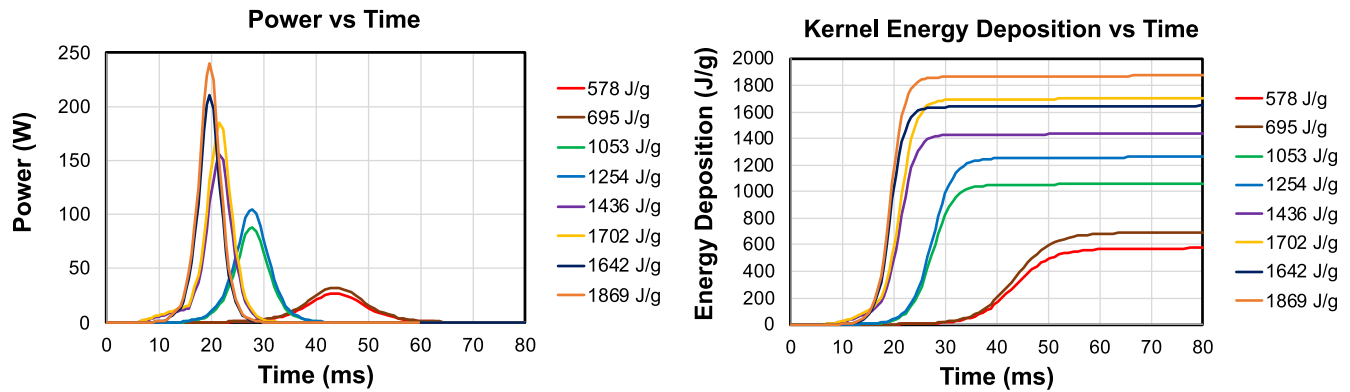 Power vs Time
Power (W)
250
200
150
100
50
0
0 10 20 30 40 50 60 70 80
Time (ms)
578 J/g
695 J/g
1053 J/g
1254 J/g
1436 J/g
1702 J/g
1642 J/g
1869 J/g
Kernel Energy Deposition vs Time
Energy Deposition (J/g)
2000
1800
1600
1400
1200
1000
800
600
400
200
0
0 10 20 30 40 50 60 70 80
Time (ms)
578 J/g
695 J/g
1053 J/g
1254 J/g
1436 J/g
1702 J/g
1642 J/g
1869 J/g